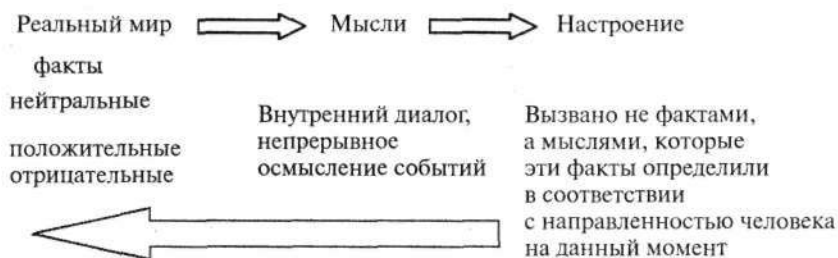 Реальный мир
Мысли
Настроение
факты
нейтральные
положительные
отрицательные
Внутренний диалог,
непрерывное
осмысление событий
Вызвано не фактами,
а мыслями, которые
эти факты определили
в соответствии
с направленностью человека
на данный момент